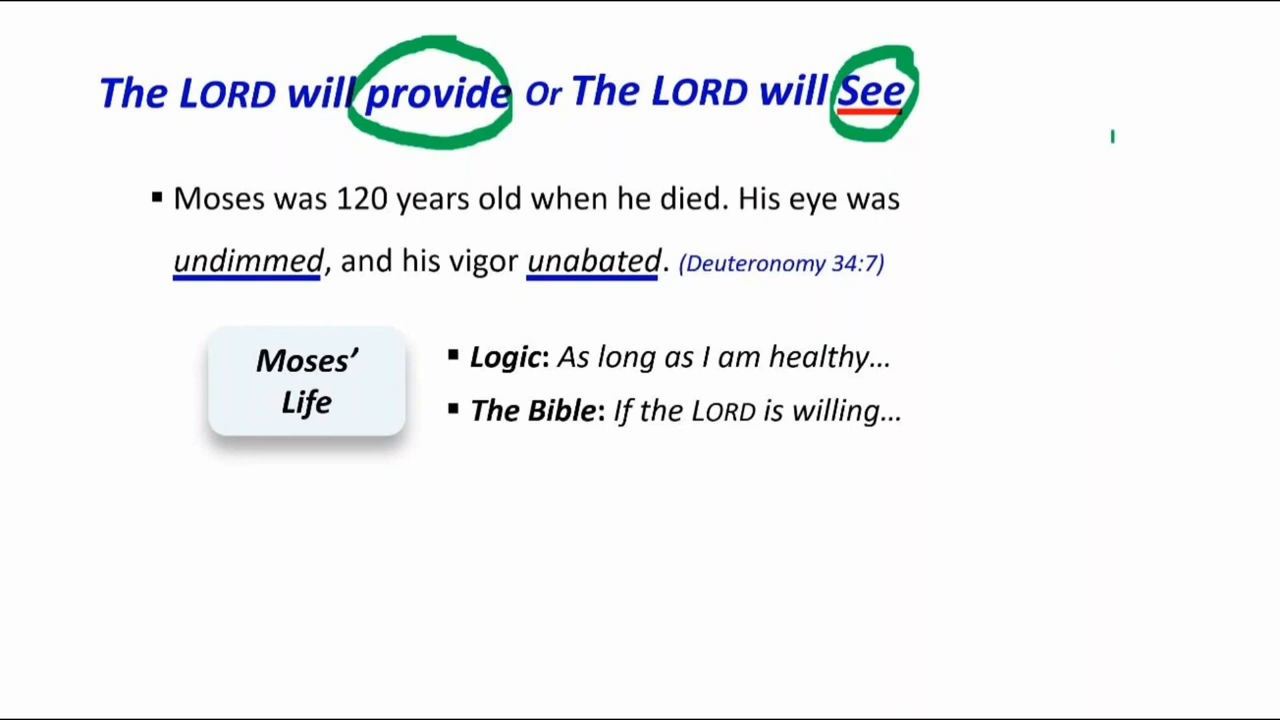 The LORD will provide Or The LORD will See
▪ Moses was 120 years old when he died. His eye was
undimmed, and his vigor unabated. (Deuteronomy 34:7)
Moses’
Life
▪ Logic: As long as I am healthy...
▪ The Bible: If the LORD is willing...